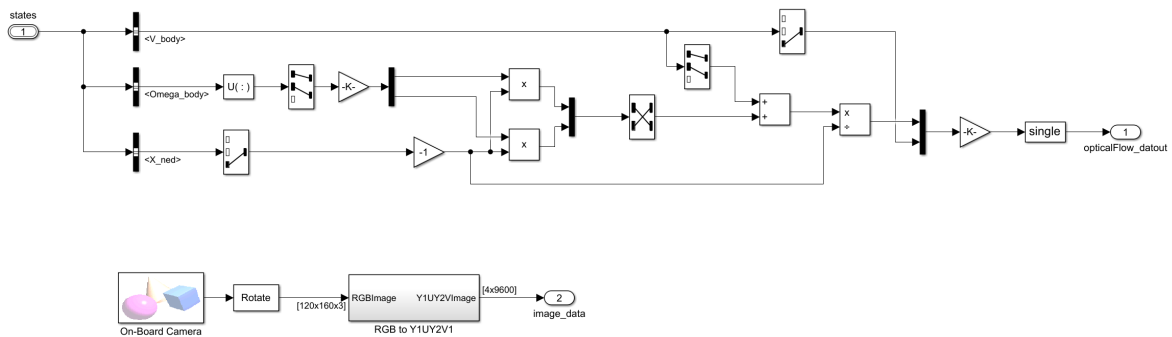 states
1
<V_body>
<Omega_body>
U( : )
-K-
x
x
<X_ned>
-1
+
+
x
÷
-K-
single
1
opticalFlow_datout
On-Board Camera
Rotate
[120x160x3]
RGBImage
Y1UY2VImage
RGB to Y1UY2V1
[4x9600]
2
image_data